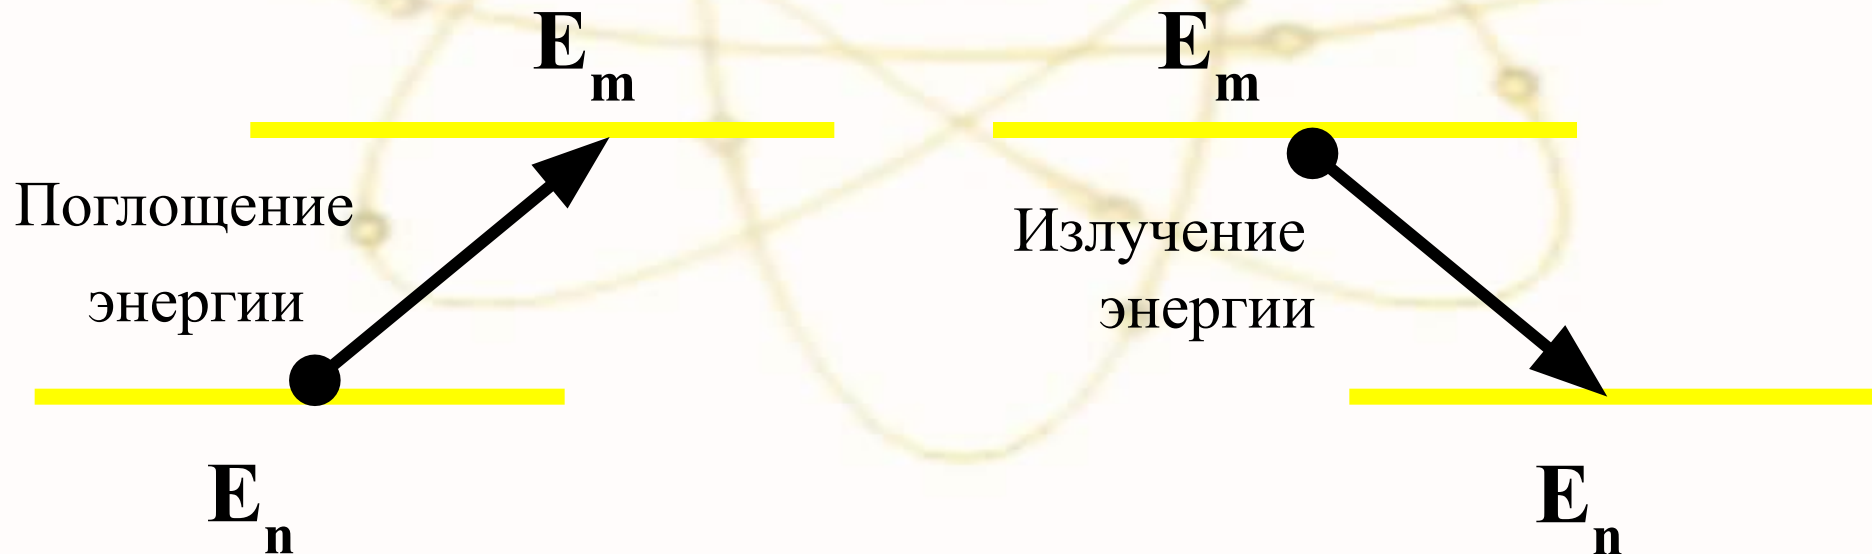 Eₘ
Eₘ
Поглощение
энергии
Излучение
энергии
Eₙ
Eₙ